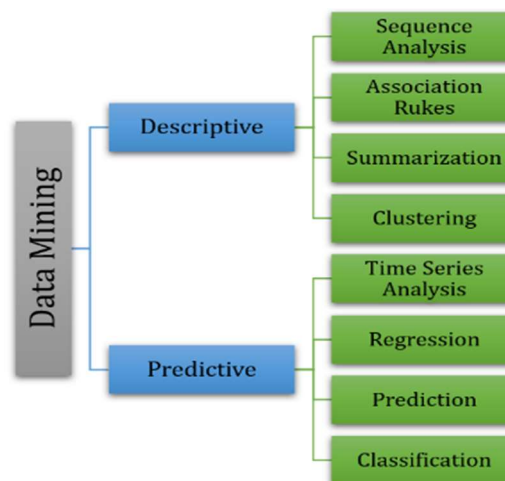 Data Mining
Descriptive
Sequence
Analysis
Association
Rukes
Summarization
Clustering
Predictive
Time Series
Analysis
Regression
Prediction
Classification